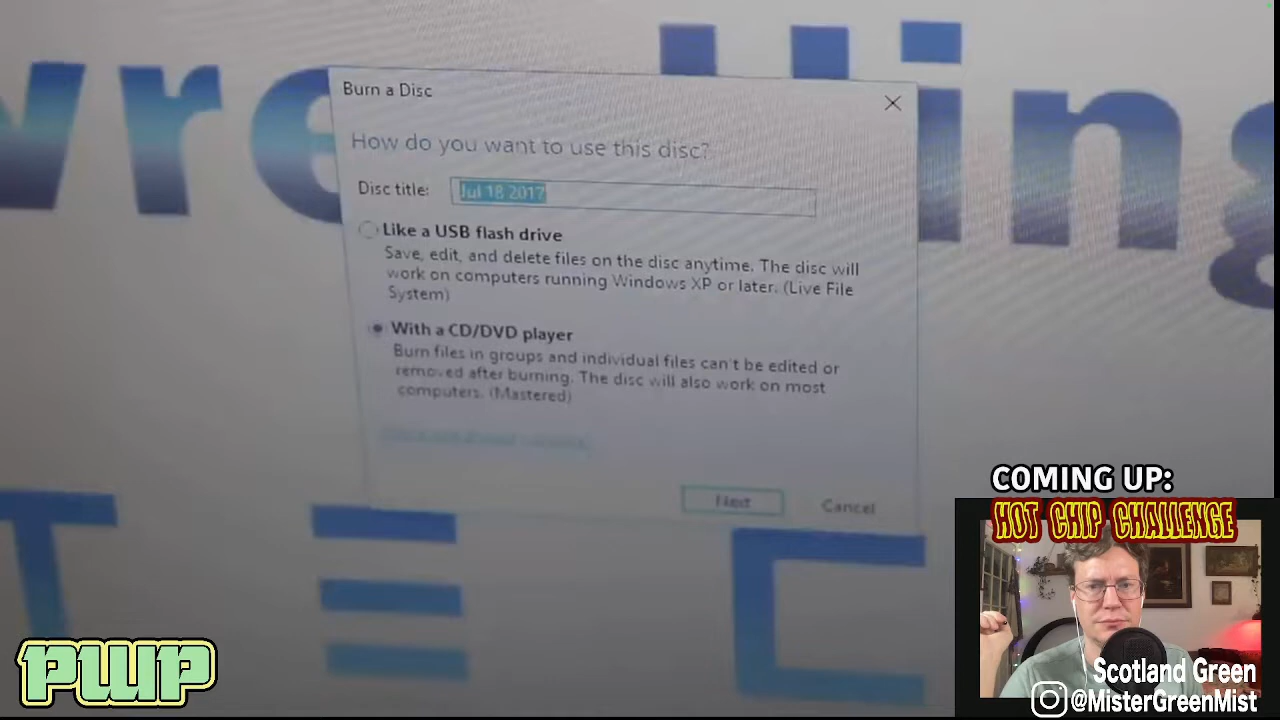 wre
ing
Burn a Disc
How do you want to use this disc?
Disc title: Jul 18 2017
Like a USB flash drive
Save, edit, and delete files on the disc anytime. The disc will
work on computers running Windows XP or later. (Live File
System)
With a CD/DVD player
Burn files in groups and individual files can't be edited or
removed after burning. The disc will also work on most
computers. (Mastered)
Next Cancel
T E C
COMING UP:
HOT CHIP CHALLENGE
PWP
Scotland Green
@MisterGreenMist